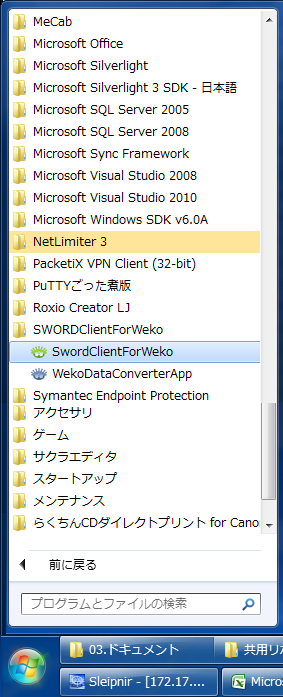 MeCab
Microsoft Office
Microsoft Silverlight
Microsoft Silverlight 3 SDK - 日本語
Microsoft SQL Server 2005
Microsoft SQL Server 2008
Microsoft Sync Framework
Microsoft Visual Studio 2008
Microsoft Visual Studio 2010
Microsoft Windows SDK v6.0A
NetLimiter 3
PacketiX VPN Client (32-bit)
PuTTYごった煮版
Roxio Creator LJ
SWORDClientForWeko
SwordClientForWeko
WekoDataConverterApp
Symantec Endpoint Protection
アクセサリ
ゲーム
サクラエディタ
スタートアップ
メンテナンス
らくちんCDダイレクトプリント for Cano
前に戻る
プログラムとファイルの検索
03.ドキュメント
共用リポ
Sleipnir - [172.17....
Micros